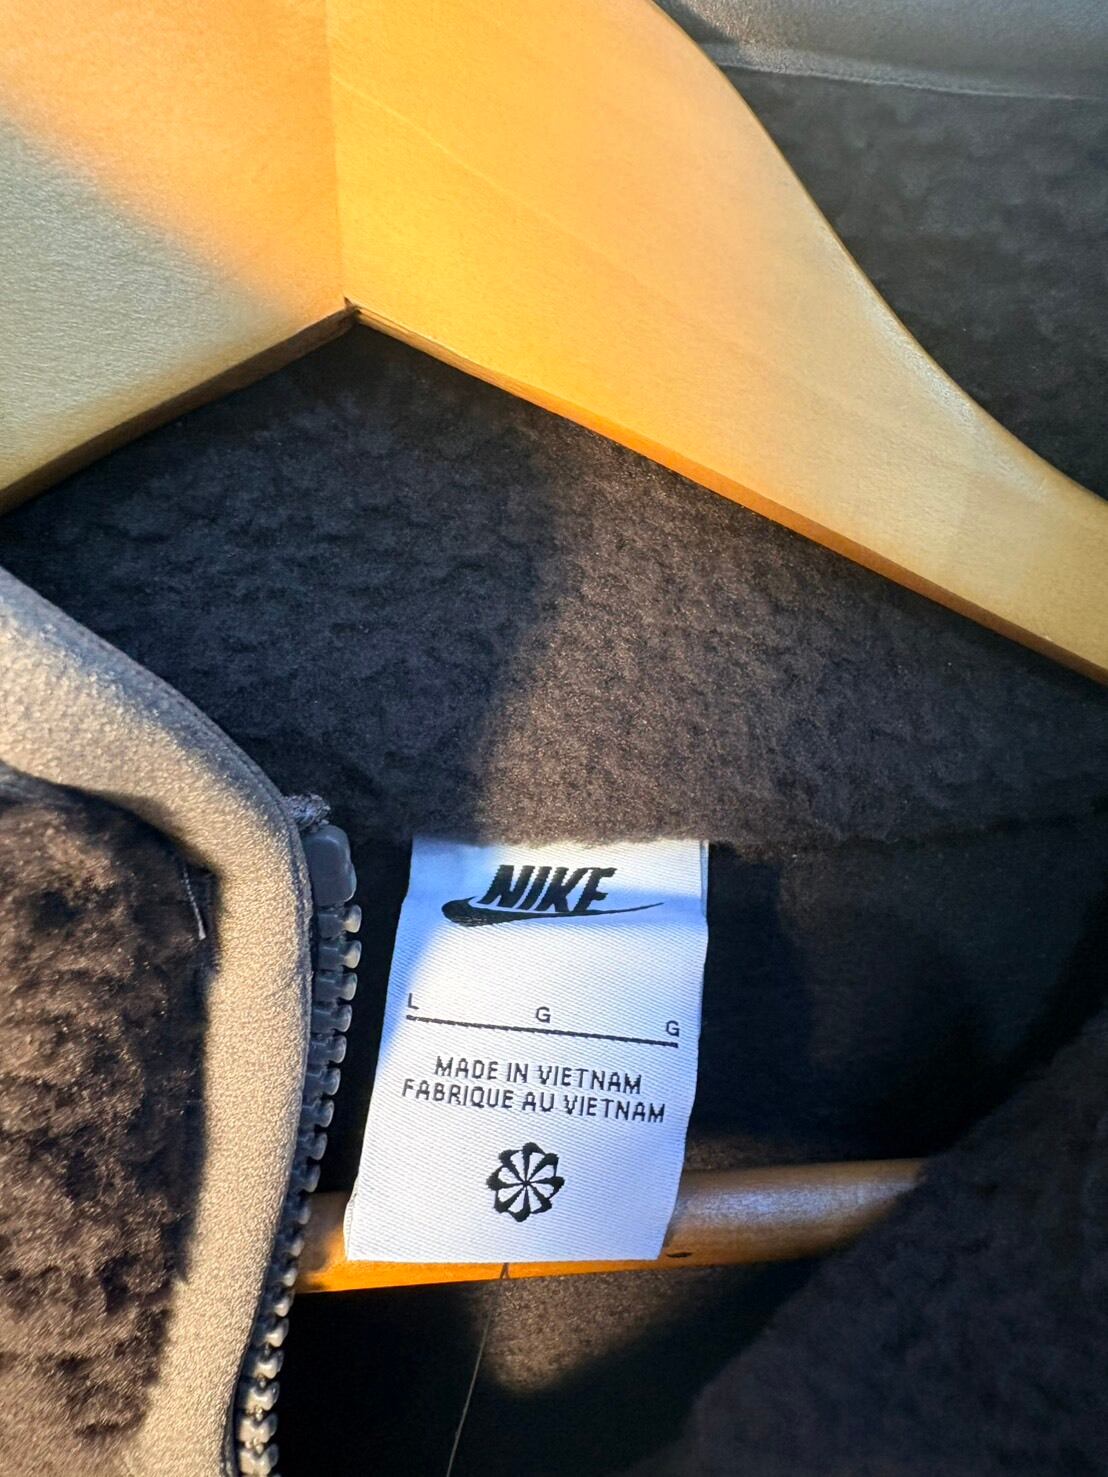 NIKE
L G G
MADE IN VIETNAM
FABRIQUE AU VIETNAM